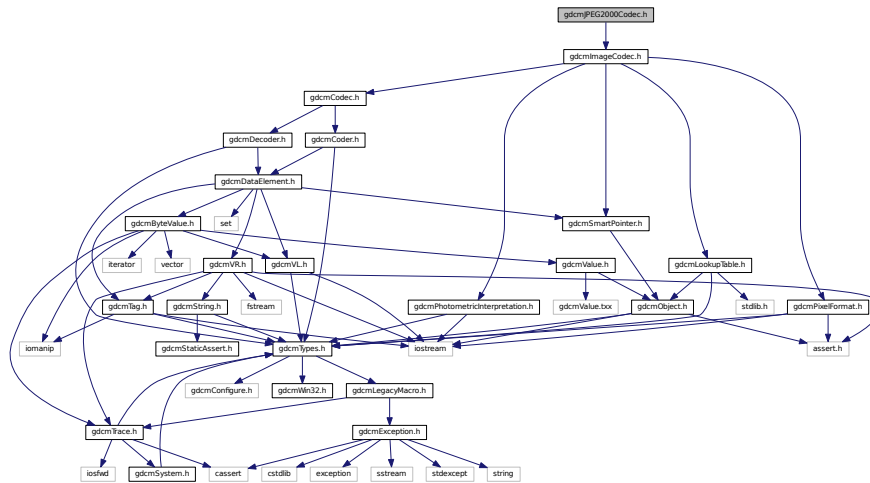 gdcmJPEG2000Codec.h
gdcmImageCodec.h
gdcmCodec.h
gdcmDecoder.h
gdcmCoder.h
gdcmDataElement.h
gdcmByteValue.h
set
gdcmSmartPointer.h
iterator
vector
gdcmVR.h
gdcmVL.h
gdcmValue.h
gdcmLookupTable.h
gdcmTag.h
gdcmString.h
fstream
gdcmPhotometricInterpretation.h
gdcmValue.txx
gdcmObject.h
stdlib.h
gdcmPixelFormat.h
iomanip
gdcmStaticAssert.h
gdcmTypes.h
iostream
assert.h
gdcmConfigure.h
gdcmWin32.h
gdcmLegacyMacro.h
gdcmTrace.h
gdcmException.h
iosfwd
gdcmSystem.h
cassert
cstdlib
exception
sstream
stdexcept
string